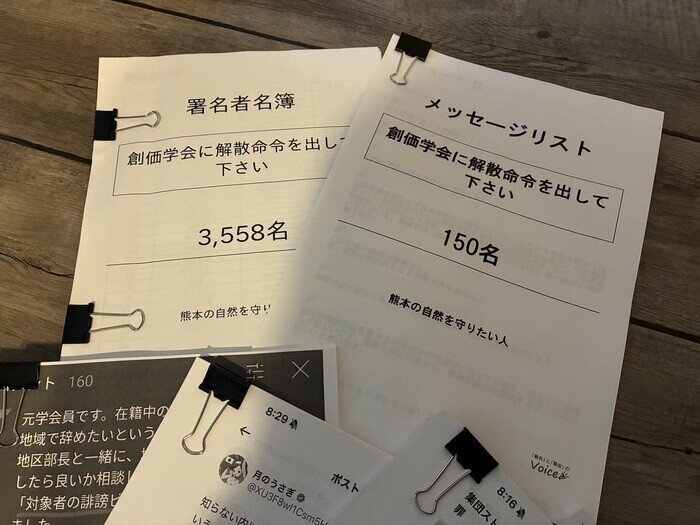 署名者名簿
創価学会に解散命令を出して
下さい
3,558名
熊本の自然を守り
メッセージリスト
創価学会に解散命令を出して
下さい
150名
熊本の自然を守りたい人
Voice
ント 160
元学会員です。在籍中の
地域で辞めたいという
地区部長と一緒に、
したら良いか相談し
「対象者の誹謗ビ
ました
8:29
←
ポスト
月のうさぎ
@XU3F8wl1Csm5H
知らない内に
8:16
集団スト
罪